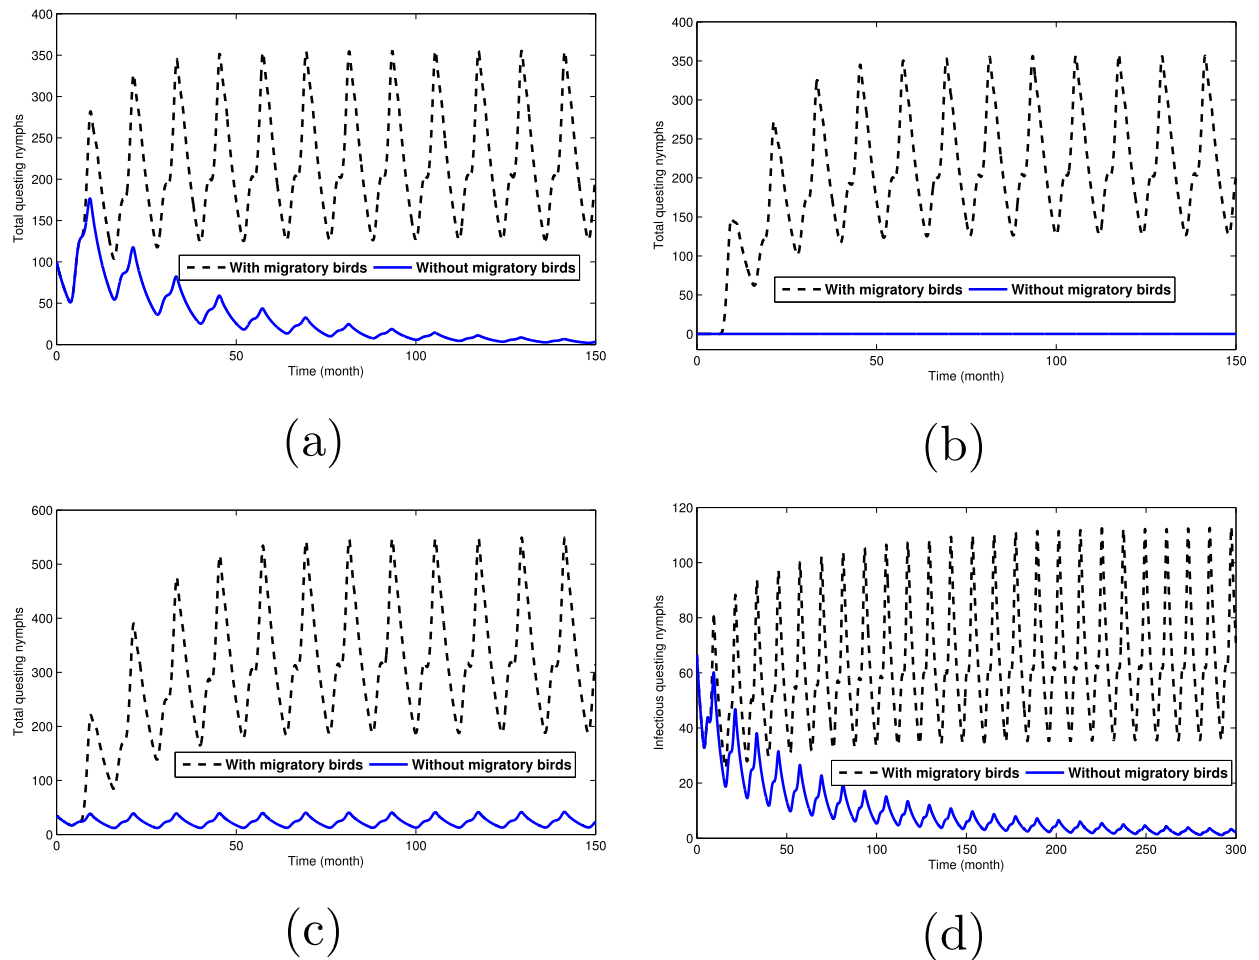 400
350
300
250
200
150
100
50
0
Total questing nymphs
With migratory birds Without migratory birds
0 50 100 150
Time (month)
(a)
400
350
300
250
200
150
100
50
0
Total questing nymphs
With migratory birds Without migratory birds
0 50 100 150
Time (month)
(b)
600
500
400
300
200
100
0
Total questing nymphs
With migratory birds Without migratory birds
0 50 100 150
Time (month)
(c)
120
100
80
60
40
20
0
Infectious questing nymphs
With migratory birds Without migratory birds
0 50 100 150 200 250 300
Time (month)
(d)